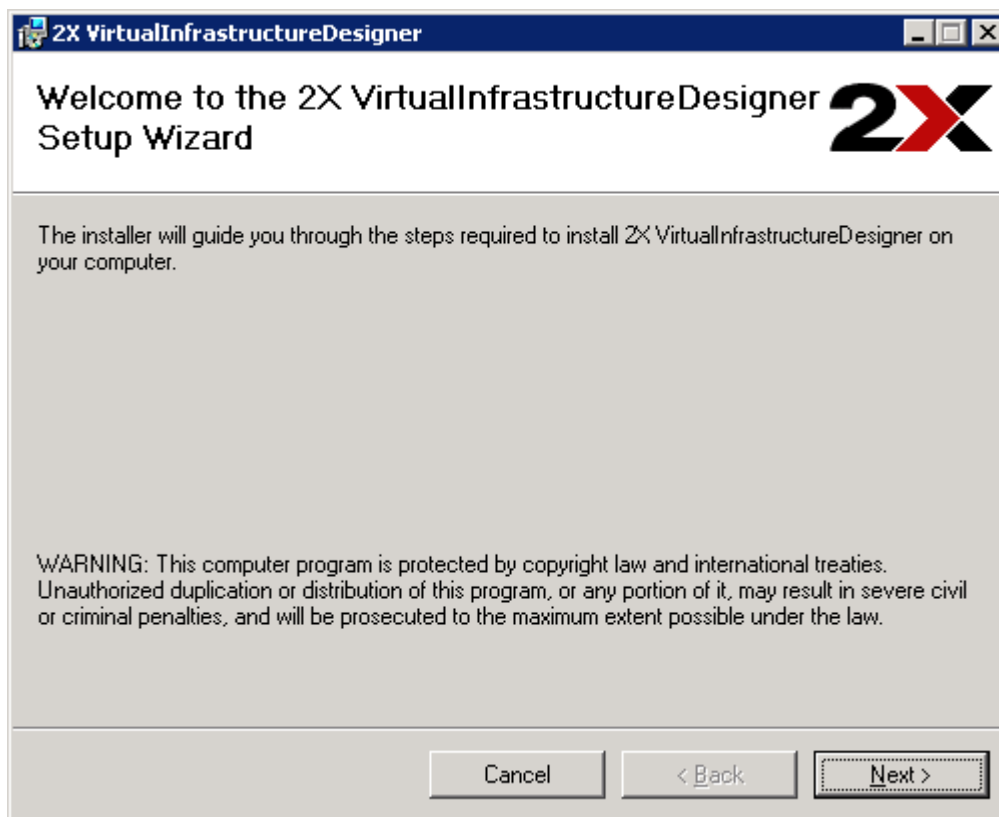 2X VirtualInfrastructureDesigner
Welcome to the 2X VirtualInfrastructureDesigner
Setup Wizard
2X
The installer will guide you through the steps required to install 2X VirtualInfrastructureDesigner on
your computer.
WARNING: This computer program is protected by copyright law and international treaties.
Unauthorized duplication or distribution of this program, or any portion of it, may result in severe civil
or criminal penalties, and will be prosecuted to the maximum extent possible under the law.
Cancel
< Back
Next >